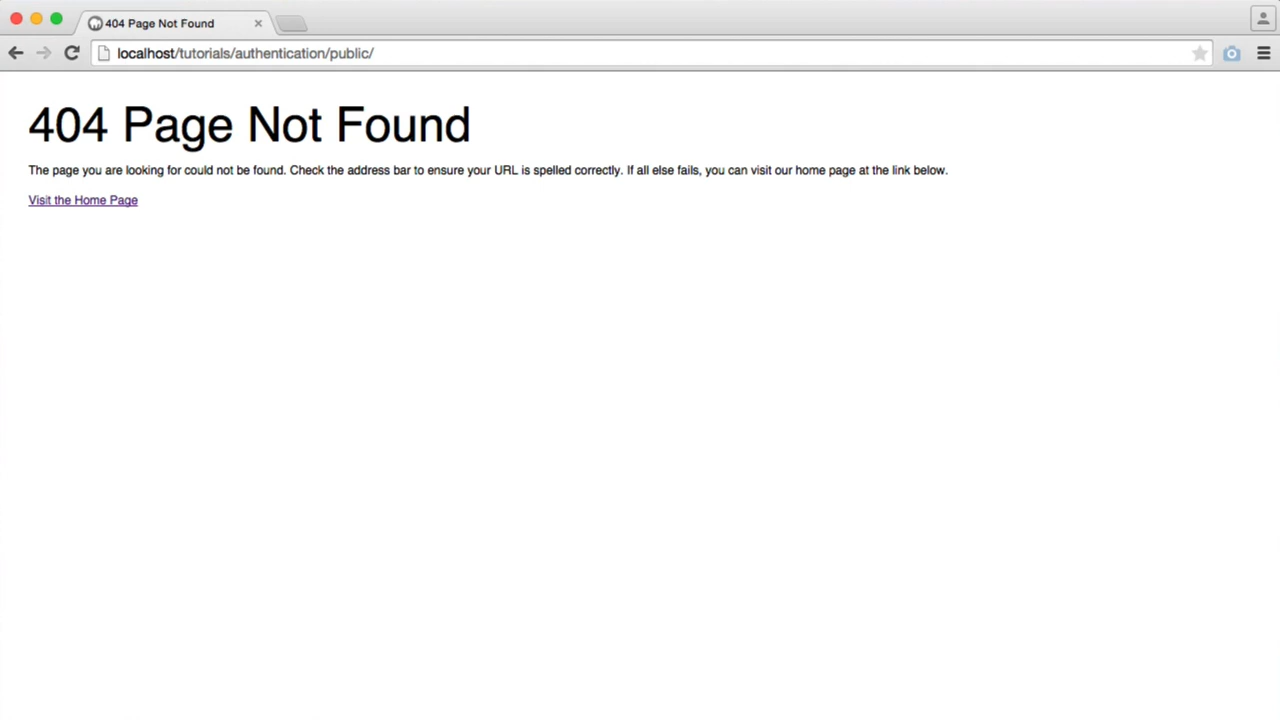 404 Page Not Found
localhost/tutorials/authentication/public/
404 Page Not Found
The page you are looking for could not be found. Check the address bar to ensure your URL is spelled correctly. If all else fails, you can visit our home page at the link below.
Visit the Home Page